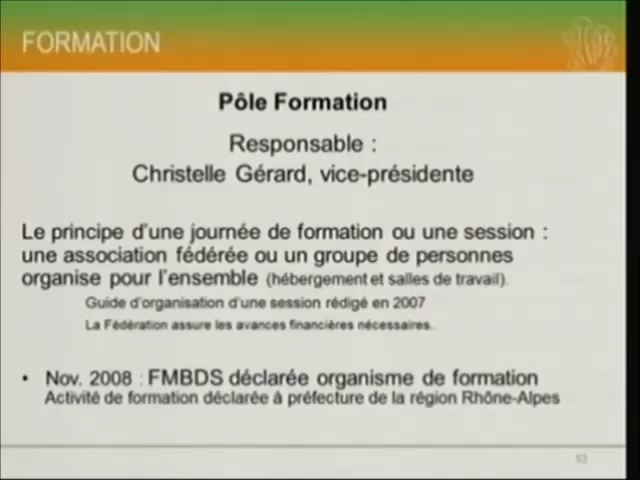 FORMATION
Pôle Formation
Responsable :
Christelle Gérard, vice-présidente
Le principe d'une journée de formation ou une session :
une association fédérée ou un groupe de personnes
organise pour l'ensemble (hébergement et salles de travail).
Guide d'organisation d'une session rédigé en 2007
La Fédération assure les avances financières nécessaires.
• Nov. 2008 : FMBDS déclarée organisme de formation
Activité de formation déclarée à préfecture de la région Rhône-Alpes